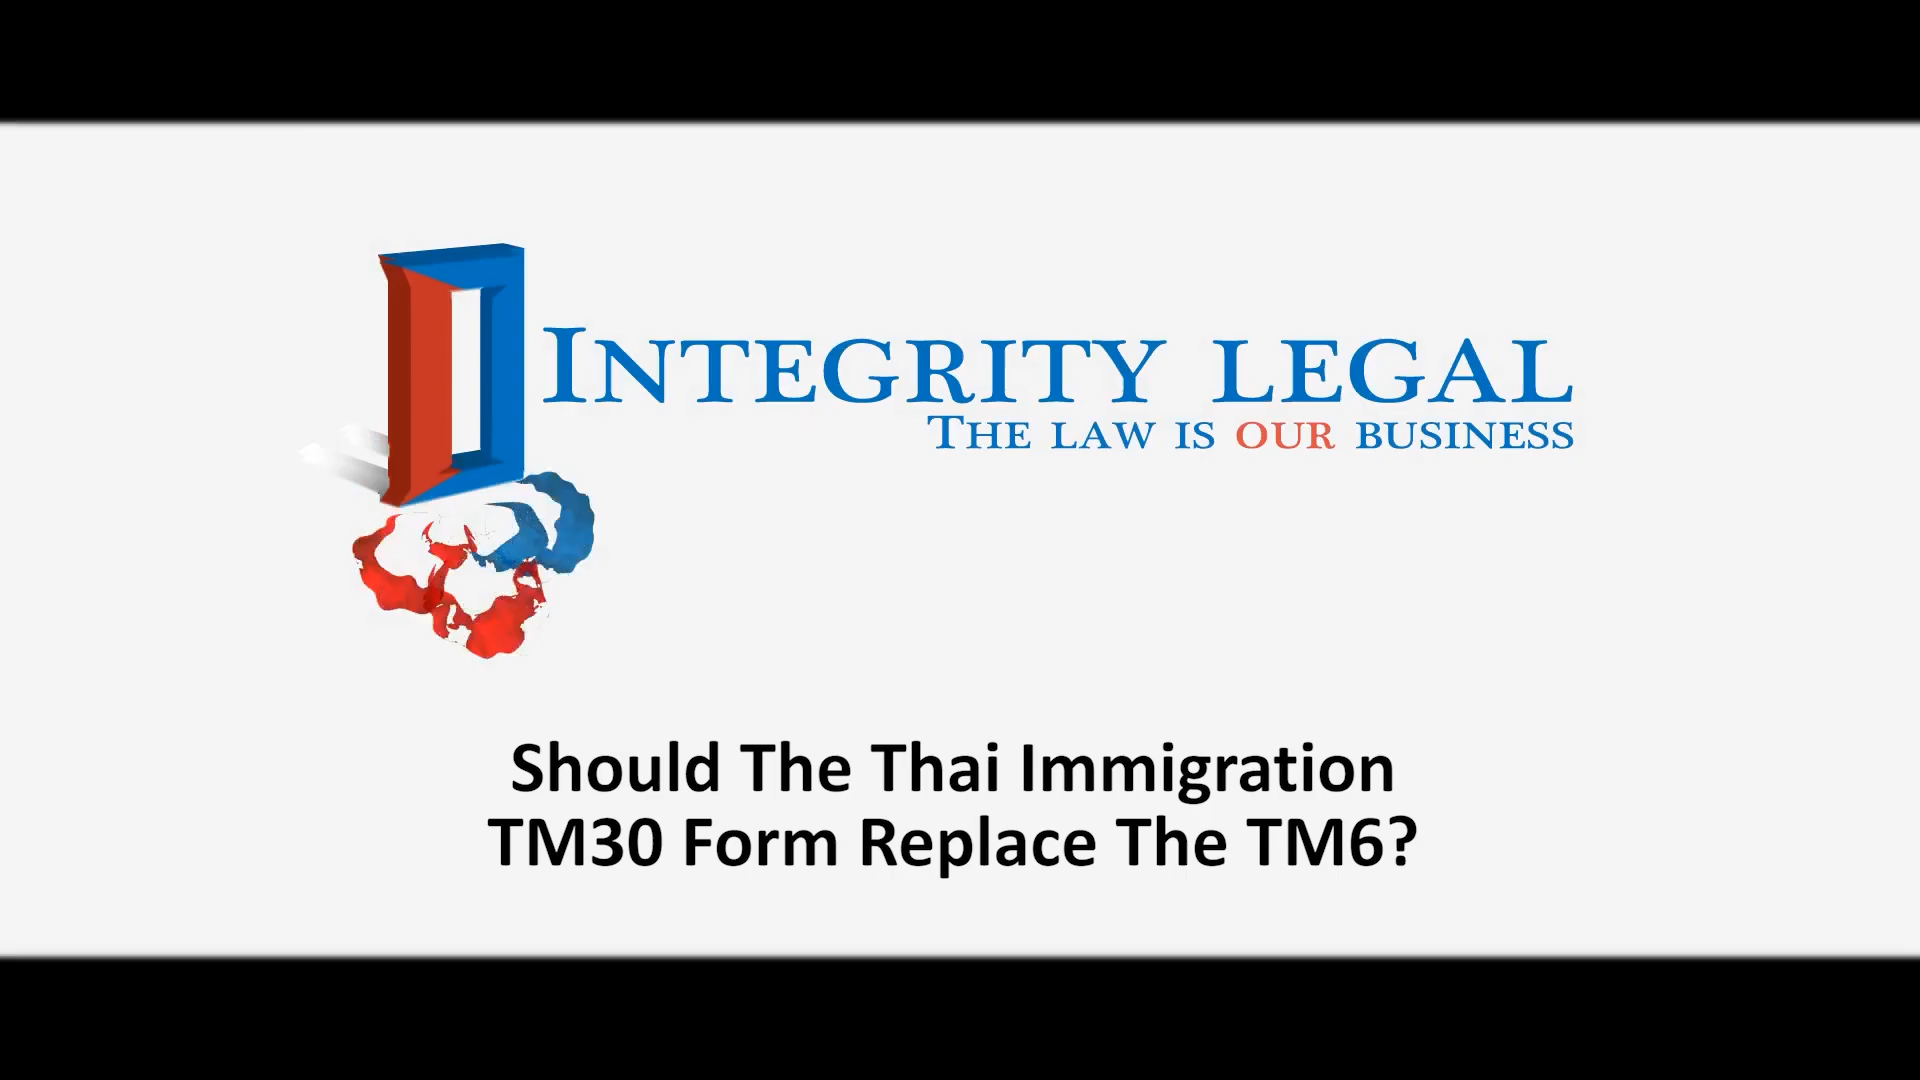 INTEGRITY LEGAL
THE LAW IS OUR BUSINESS
Should The Thai Immigration
TM30 Form Replace The TM6?